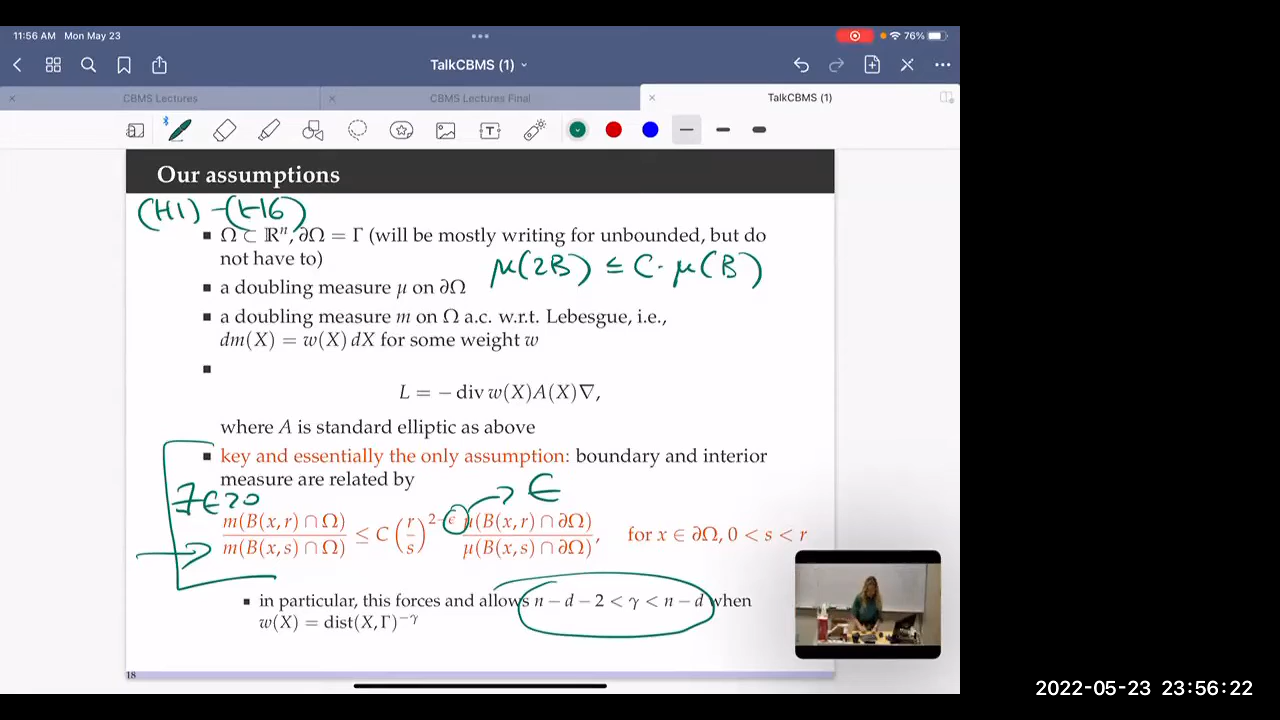 11:56 AM Mon May 23
76%
TalkCBMS (1)
CBMS Lectures
CBMS Lectures Final
TalkCBMS (1)
Our assumptions
(H1) - (H6)
Ω ⊂ ℝⁿ, ∂Ω = Γ (will be mostly writing for unbounded, but do
not have to)
μ(2B) ≤ C · μ(B)
a doubling measure μ on ∂Ω
a doubling measure m on Ω a.c. w.r.t. Lebesgue, i.e.,
dm(X) = w(X) dX for some weight w
L = − div w(X)A(X)∇,
where A is standard elliptic as above
key and essentially the only assumption: boundary and interior
measure are related by
∃ ϵ > 0
ϵ
m(B(x,r) ∩ Ω) / m(B(x,s) ∩ Ω) ≤ C (r/s)^{2−ϵ} μ(B(x,r) ∩ ∂Ω) / μ(B(x,s) ∩ ∂Ω), for x ∈ ∂Ω, 0 < s < r
in particular, this forces and allows n − d − 2 < γ < n − d when
w(X) = dist(X, Γ)^{−γ}
18
2022-05-23 23:56:22